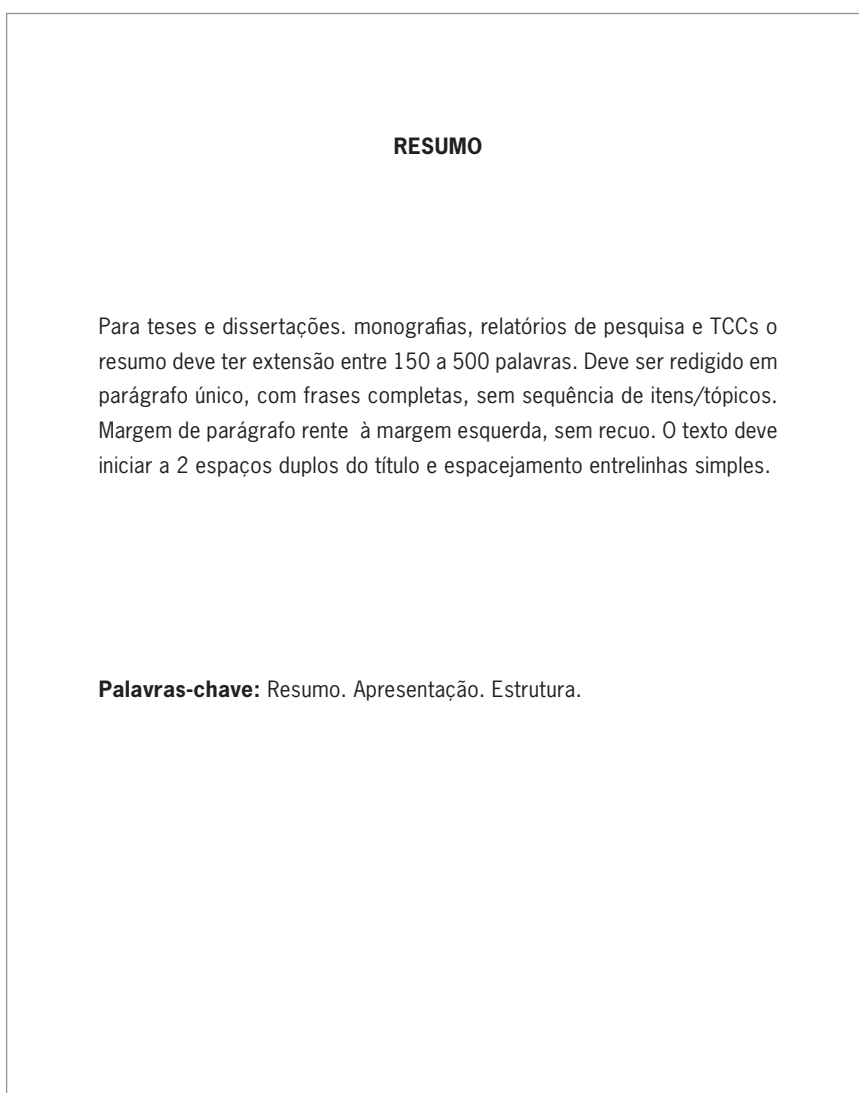 RESUMO
Para teses e dissertações. monografias, relatórios de pesquisa e TCCs o
resumo deve ter extensão entre 150 a 500 palavras. Deve ser redigido em
parágrafo único, com frases completas, sem sequência de itens/tópicos.
Margem de parágrafo rente à margem esquerda, sem recuo. O texto deve
iniciar a 2 espaços duplos do título e espacejamento entrelinhas simples.
Palavras-chave: Resumo. Apresentação. Estrutura.